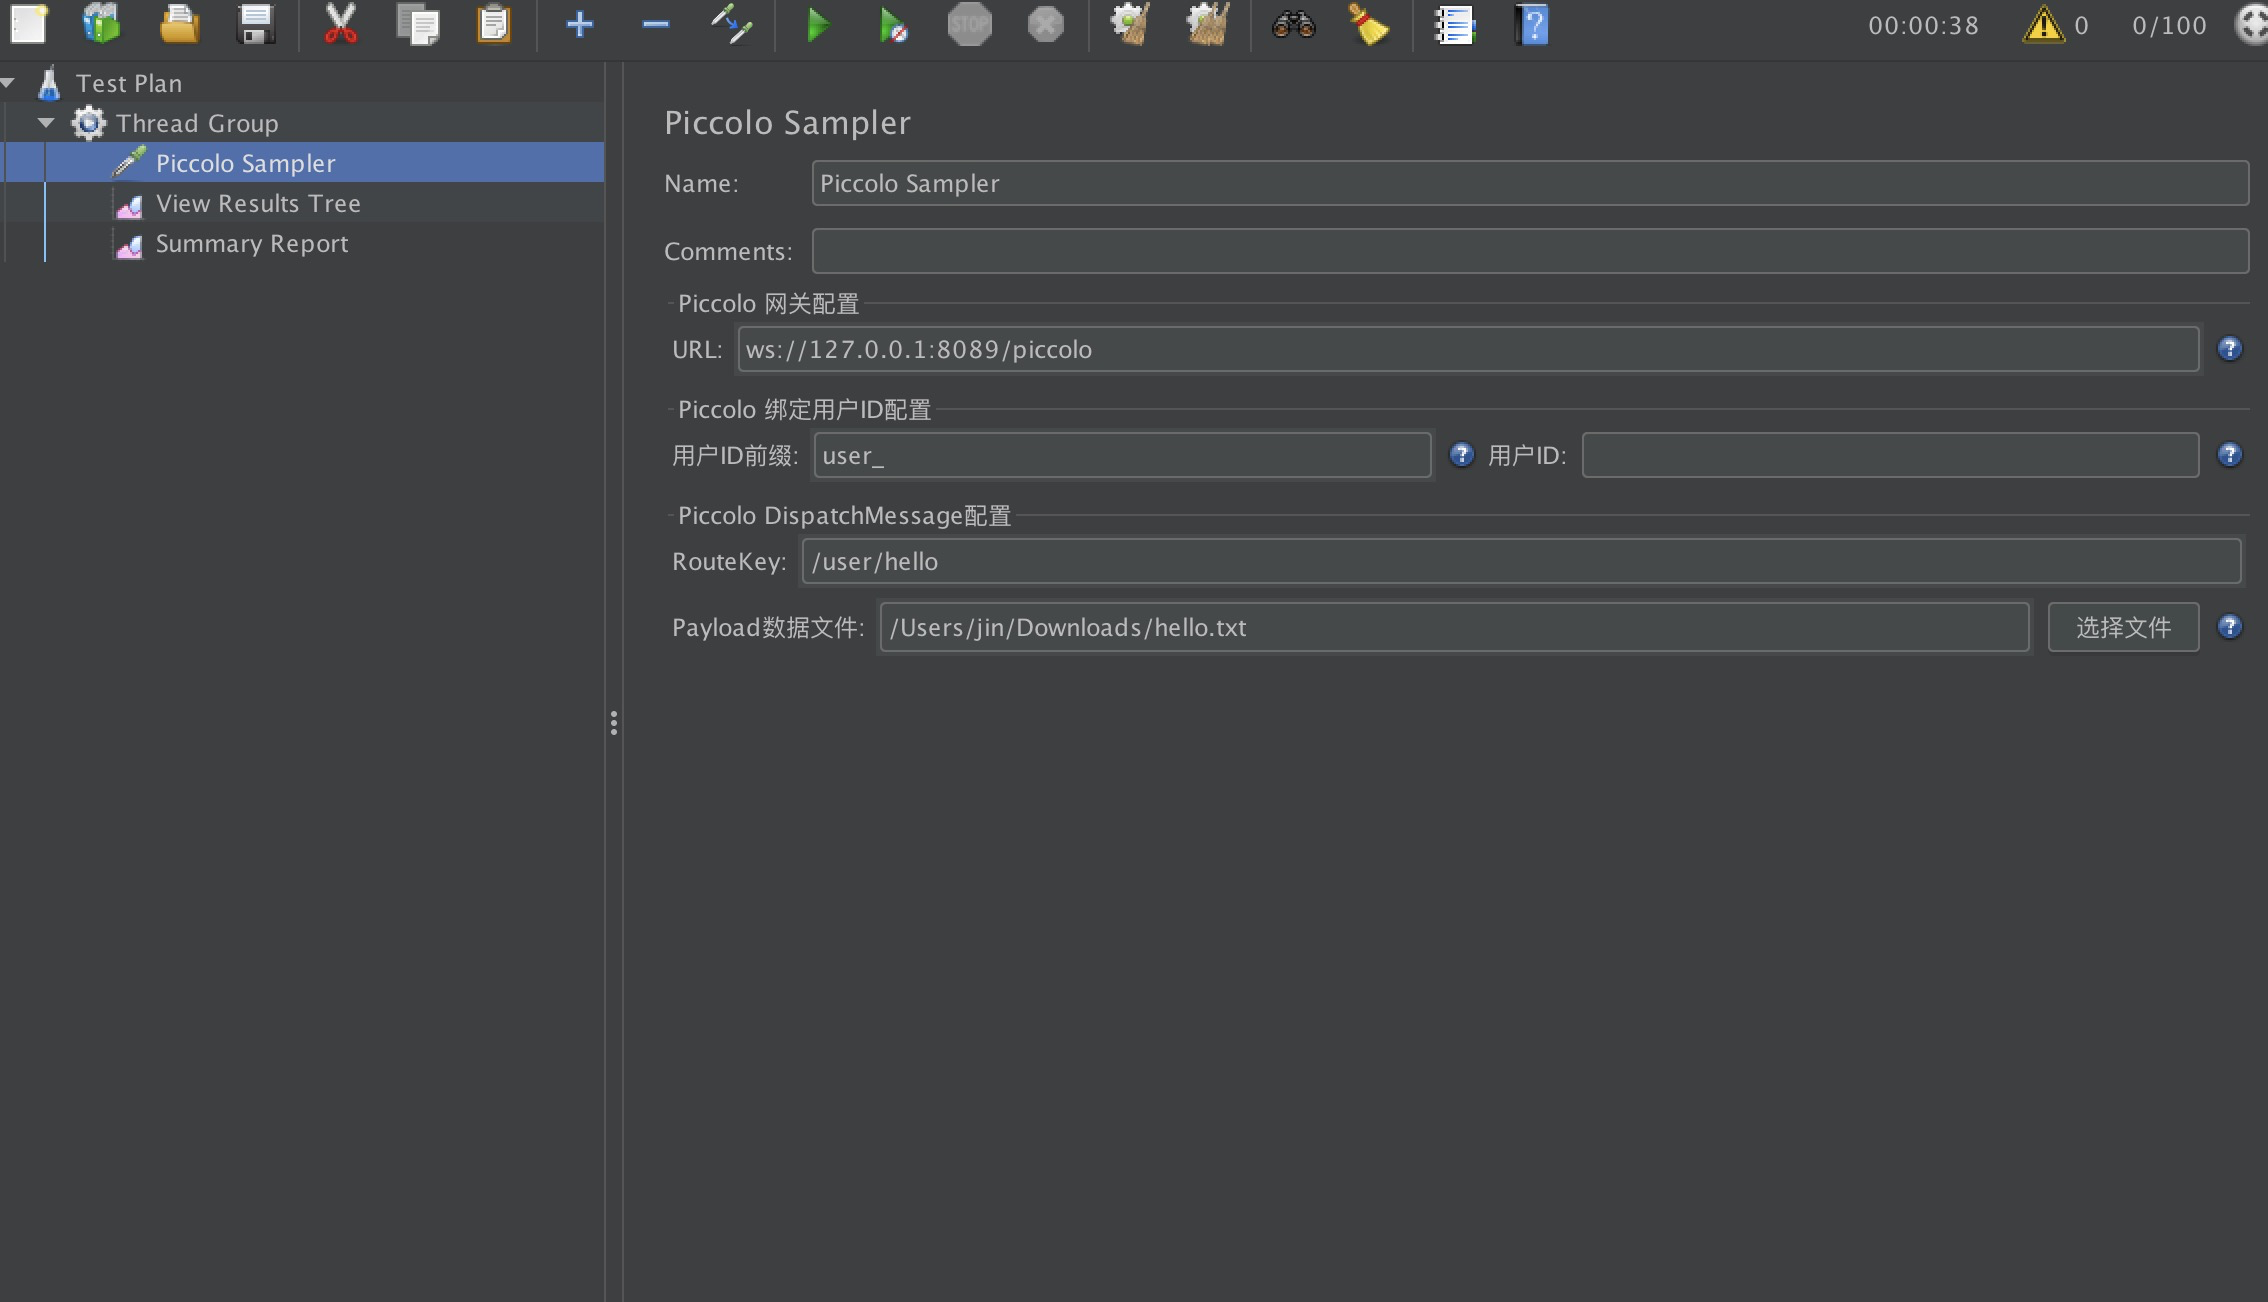 STOP
00:00:38 0 0/100
Test Plan
Thread Group
Piccolo Sampler
View Results Tree
Summary Report
Piccolo Sampler
Name: Piccolo Sampler
Comments:
Piccolo 网关配置
URL: ws://127.0.0.1:8089/piccolo
Piccolo 绑定用户ID配置
用户ID前缀: user_ 用户ID:
Piccolo DispatchMessage配置
RouteKey: /user/hello
Payload数据文件: /Users/jin/Downloads/hello.txt 选择文件